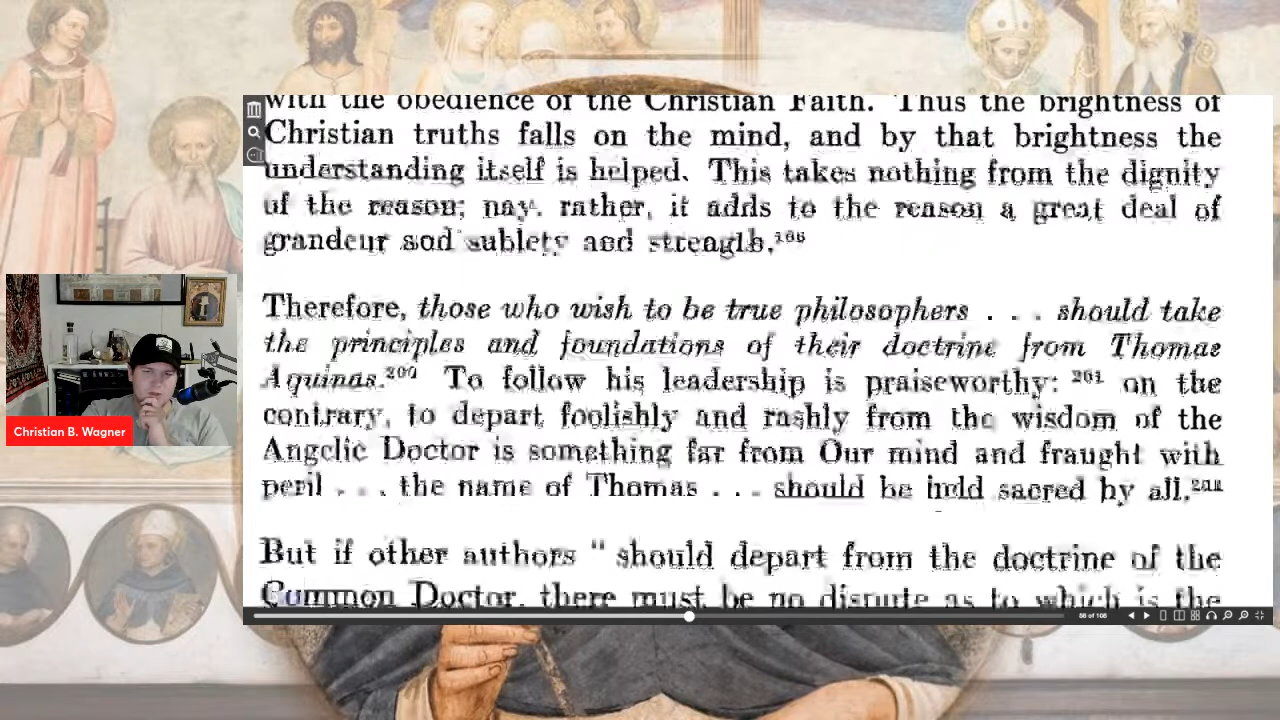 with the obedience of the Christian Faith. Thus the brightness of
Christian truths falls on the mind, and by that brightness the
understanding itself is helped. This takes nothing from the dignity
of the reason; nay, rather, it adds to the reason a great deal of
grandeur and sublety and strength.
Therefore, those who wish to be true philosophers . . . should take
the principles and foundations of their doctrine from Thomas
Aquinas.200 To follow his leadership is praiseworthy: 201 on the
contrary, to depart foolishly and rashly from the wisdom of the
Angelic Doctor is something far from Our mind and fraught with
peril . . . the name of Thomas . . . should be held sacred by all.
But if other authors " should depart from the doctrine of the
Common Doctor, there must be no dispute as to which is the
Christian B. Wagner